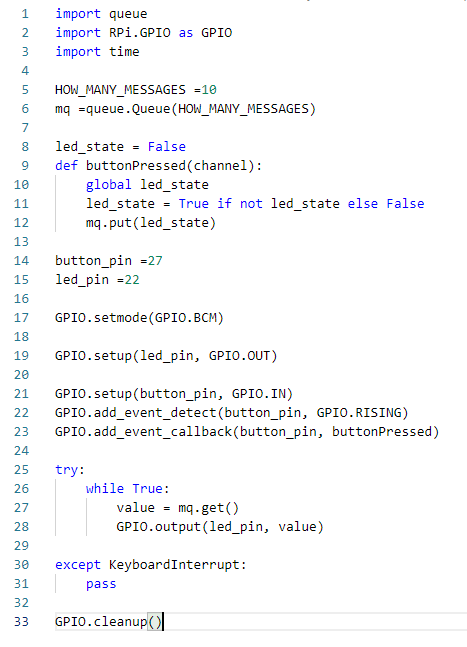 1 import queue
2 import RPi.GPIO as GPIO
3 import time
4
5 HOW_MANY_MESSAGES =10
6 mq =queue.Queue(HOW_MANY_MESSAGES)
7
8 led_state = False
9 def buttonPressed(channel):
10     global led_state
11     led_state = True if not led_state else False
12     mq.put(led_state)
13
14 button_pin =27
15 led_pin =22
16
17 GPIO.setmode(GPIO.BCM)
18
19 GPIO.setup(led_pin, GPIO.OUT)
20
21 GPIO.setup(button_pin, GPIO.IN)
22 GPIO.add_event_detect(button_pin, GPIO.RISING)
23 GPIO.add_event_callback(button_pin, buttonPressed)
24
25 try:
26     while True:
27         value = mq.get()
28         GPIO.output(led_pin, value)
29
30 except KeyboardInterrupt:
31     pass
32
33 GPIO.cleanup()